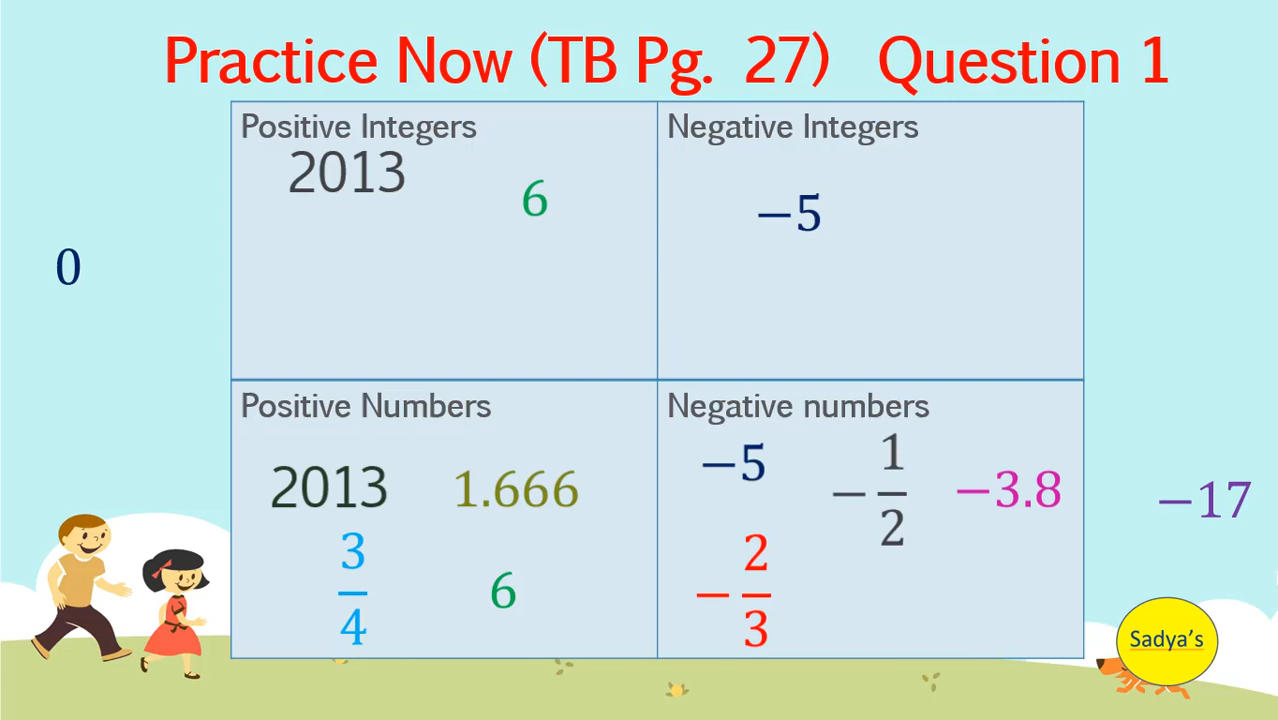 Practice Now (TB Pg. 27) Question 1
Positive Integers
2013
6
Negative Integers
−5
0
Positive Numbers
2013 1.666
3/4
6
Negative numbers
−5
−1/2
−3.8
−2/3
−17
Sadya's